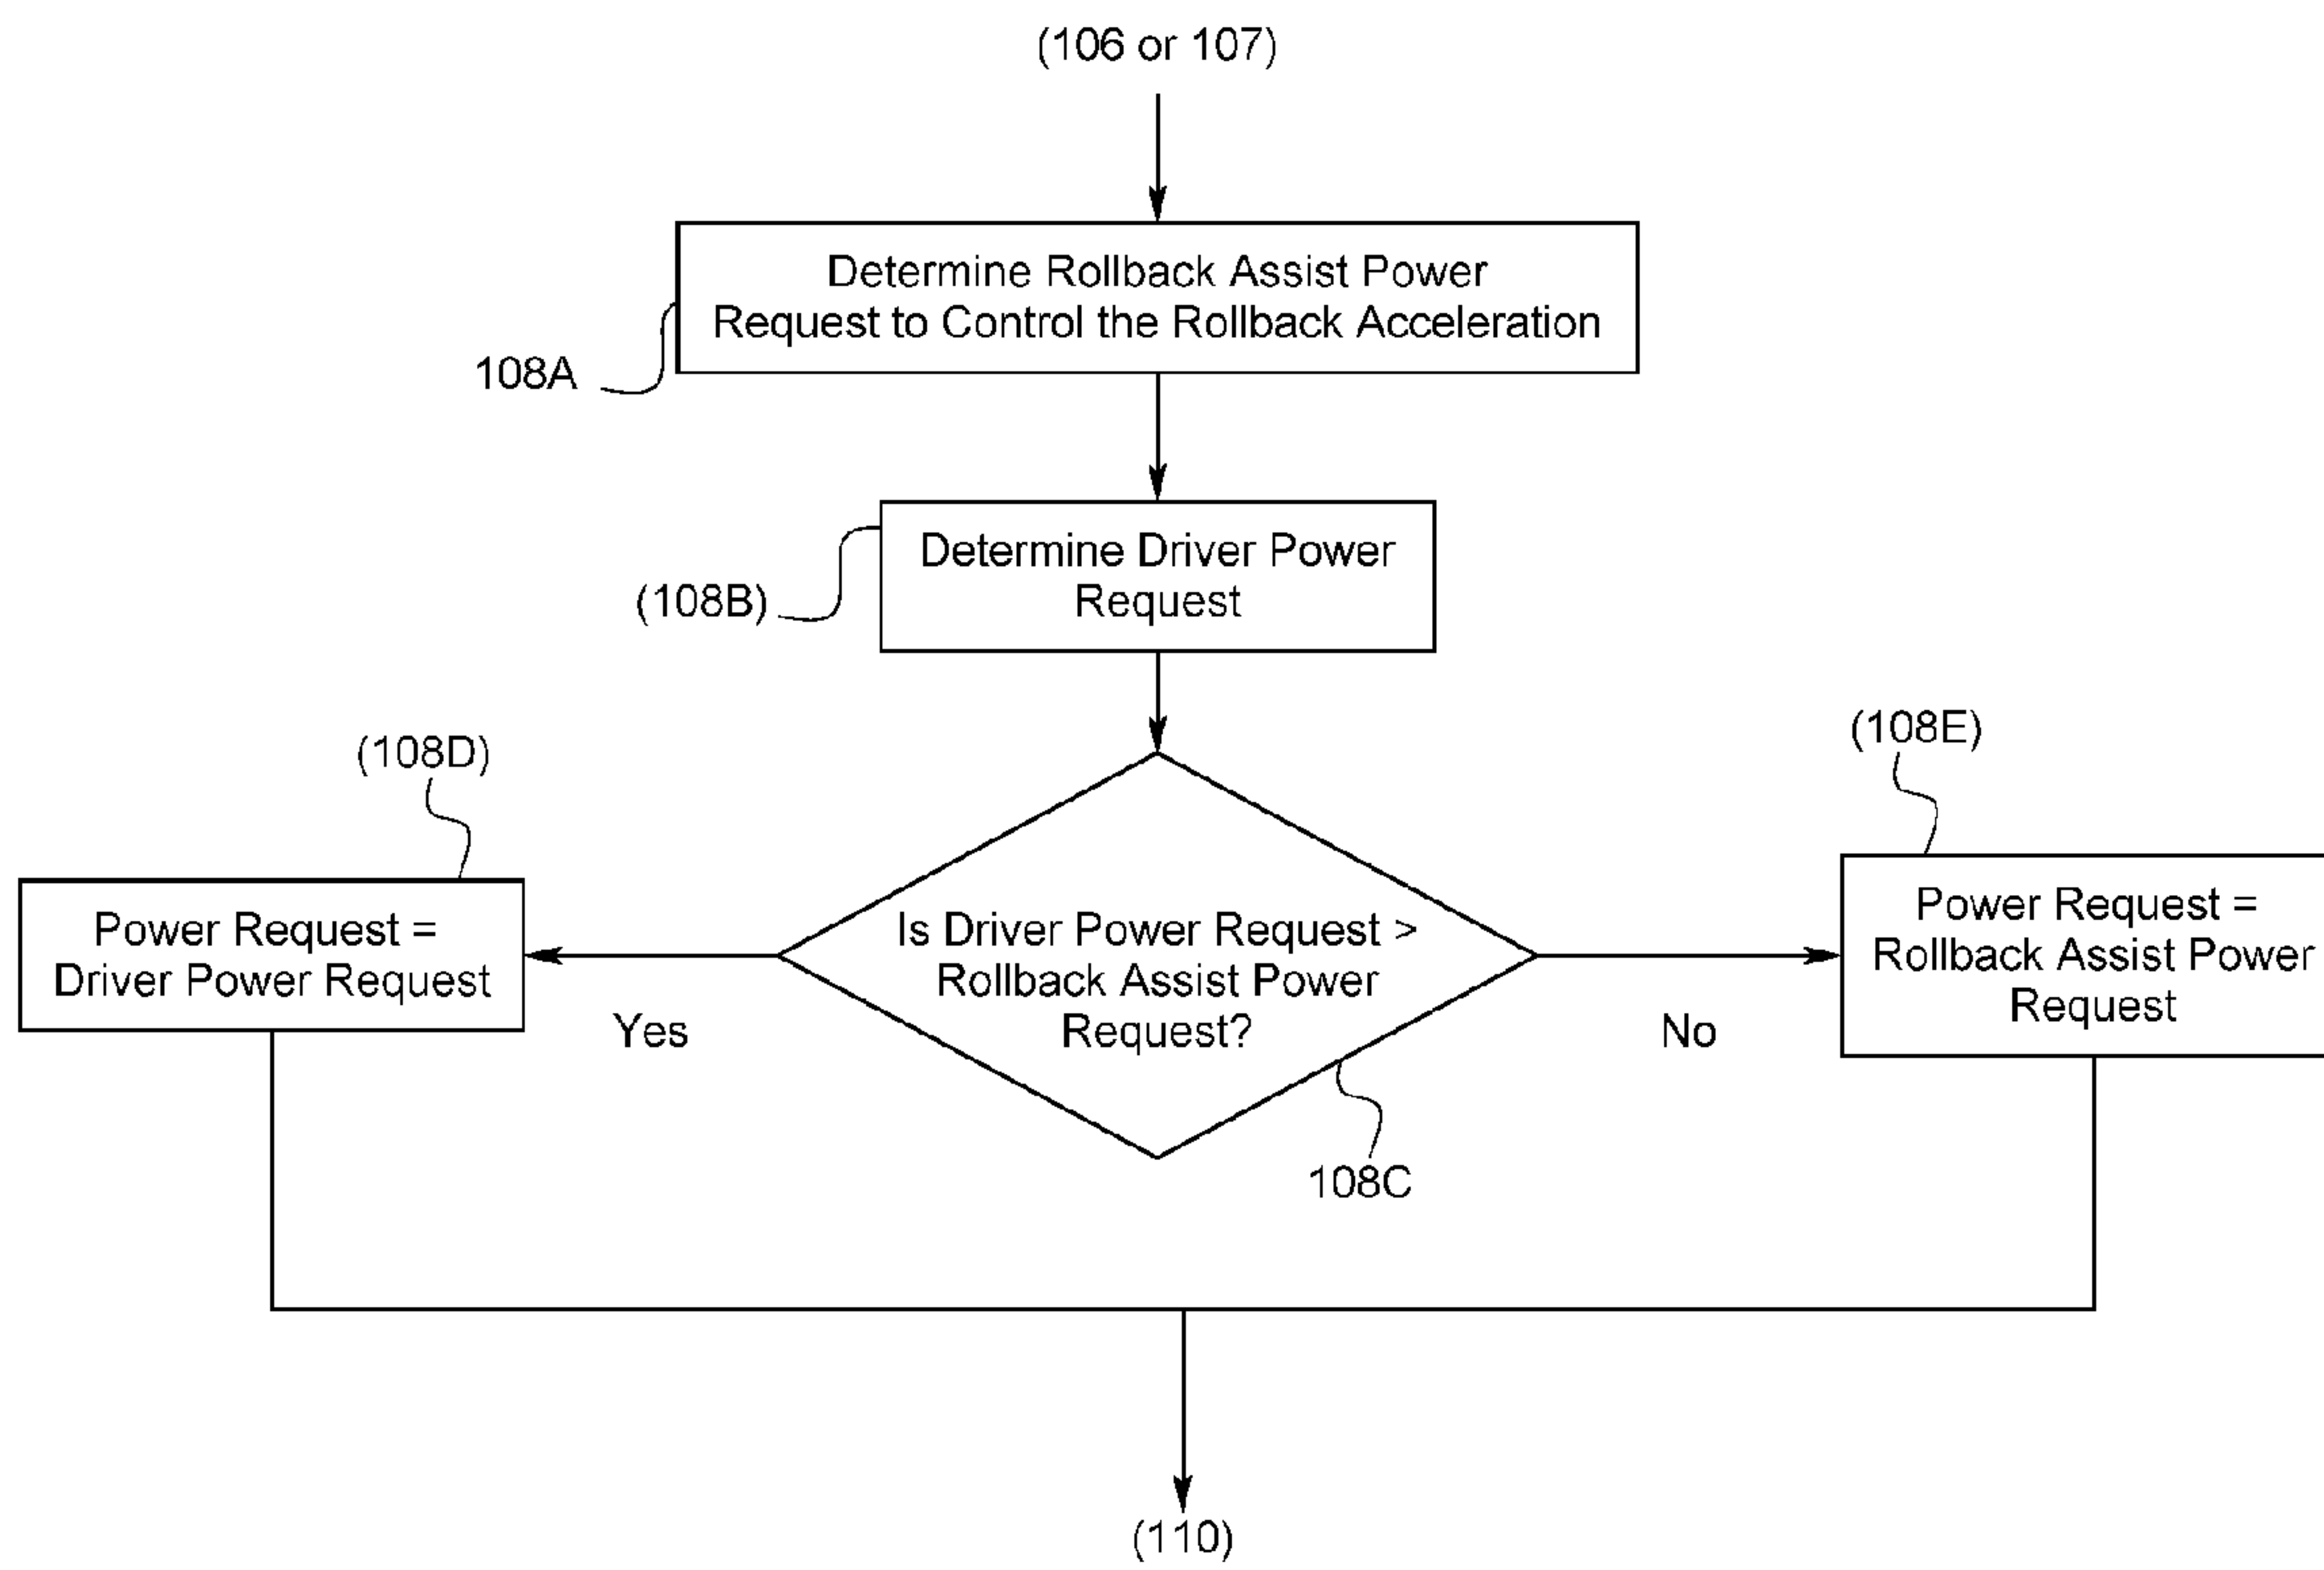 (106 or 107)
Determine Rollback Assist Power
Request to Control the Rollback Acceleration
108A
Determine Driver Power
Request
(108B)
(108D)
(108E)
Power Request =
Driver Power Request
Is Driver Power Request >
Rollback Assist Power
Request?
Power Request =
Rollback Assist Power
Request
Yes
No
108C
(110)